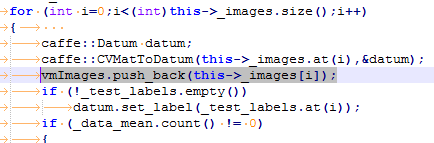 for (int i=0;i<(int)this->_images.size();i++)
{
caffe::Datum datum;
caffe::CVMatToDatum(this->_images.at(i),&datum);
vmImages.push_back(this->_images[i]);
if (!_test_labels.empty())
datum.set_label(_test_labels.at(i));
if (_data_mean.count() != 0)
{